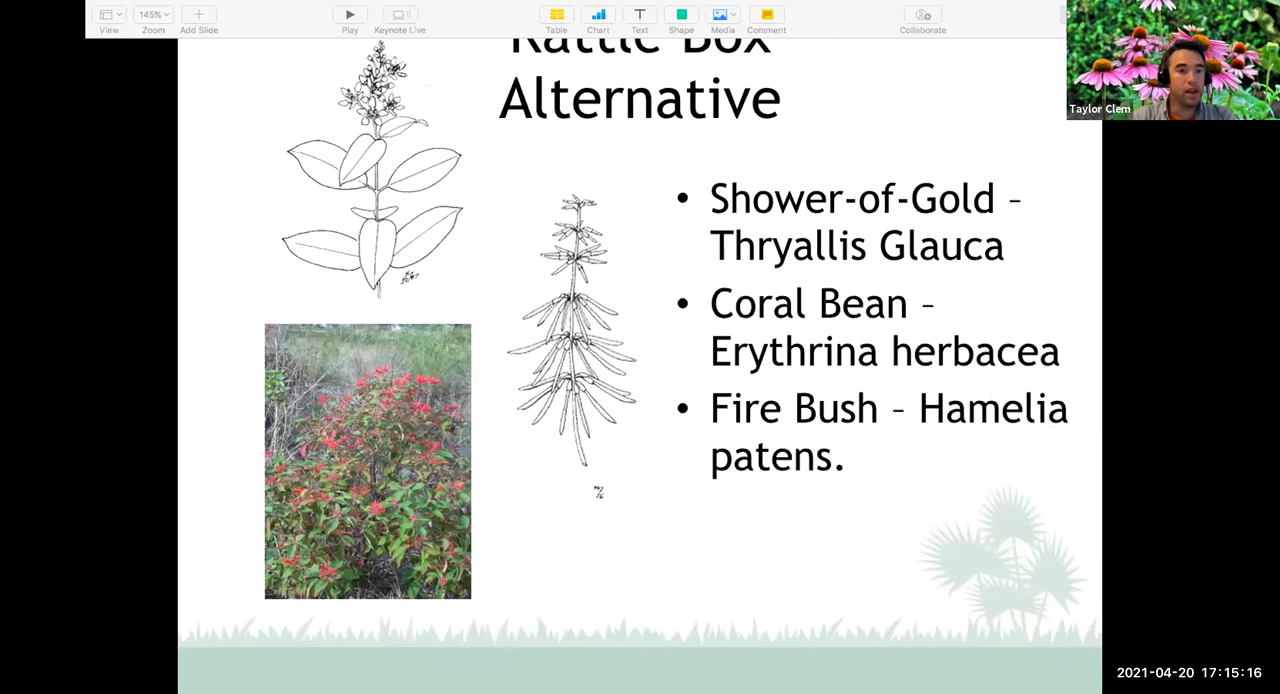 145%
View
Zoom
Add Slide
Play
Keynote Live
Table
Chart
Text
Shape
Media
Comment
Collaborate
Taylor Clem
Rattle Box
Alternative
• Shower-of-Gold –
Thryallis Glauca
• Coral Bean –
Erythrina herbacea
• Fire Bush – Hamelia
patens.
2021-04-20 17:15:16